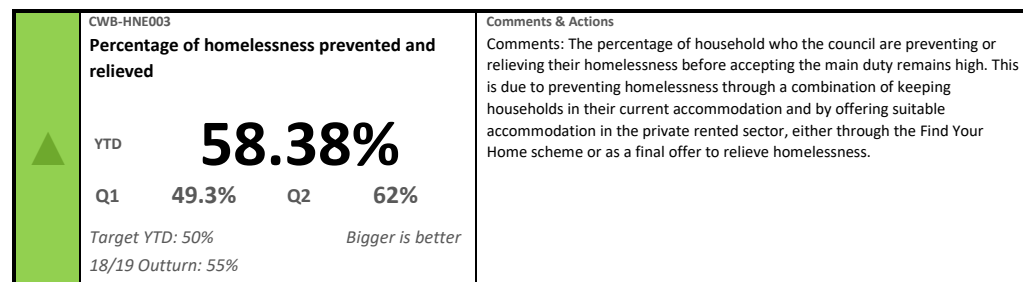 CWB-HNE003
Percentage of homelessness prevented and
relieved
YTD 58.38%
Q1 49.3% Q2 62%
Target YTD: 50% Bigger is better
18/19 Outturn: 55%
Comments & Actions
Comments: The percentage of household who the council are preventing or
relieving their homelessness before accepting the main duty remains high. This
is due to preventing homelessness through a combination of keeping
households in their current accommodation and by offering suitable
accommodation in the private rented sector, either through the Find Your
Home scheme or as a final offer to relieve homelessness.